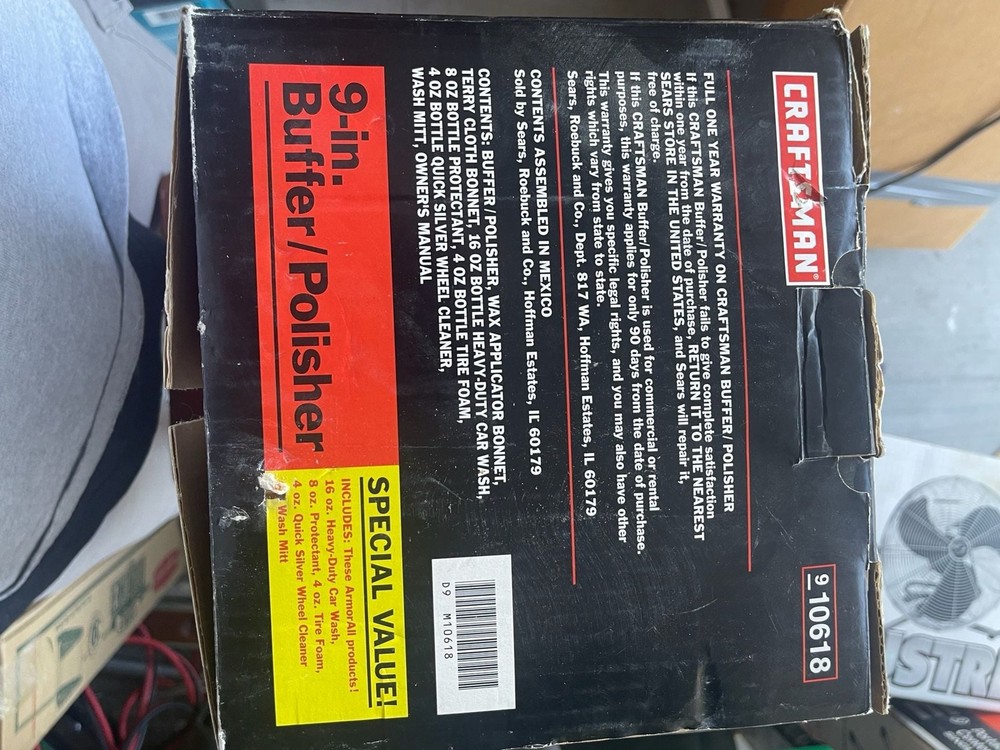 CRAFTSMAN®
9 10618
FULL ONE YEAR WARRANTY ON CRAFTSMAN BUFFER/POLISHER
If this CRAFTSMAN Buffer/Polisher fails to give complete satisfaction
within one year from the date of purchase, RETURN IT TO THE NEAREST
SEARS STORE IN THE UNITED STATES, and Sears will repair it,
free of charge.
If this CRAFTSMAN Buffer/Polisher is used for commercial or rental
purposes, this warranty applies for only 90 days from the date of purchase.
This warranty gives you specific legal rights, and you may also have other
rights which vary from state to state.
Sears, Roebuck and Co., Dept. 817 WA, Hoffman Estates, IL 60179
CONTENTS ASSEMBLED IN MEXICO
Sold by Sears, Roebuck and Co., Hoffman Estates, IL 60179
CONTENTS: BUFFER/POLISHER, WAX APPLICATOR BONNET,
TERRY CLOTH BONNET, 16 OZ BOTTLE HEAVY-DUTY CAR WASH,
8 OZ BOTTLE PROTECTANT, 4 OZ BOTTLE TIRE FOAM,
4 OZ BOTTLE QUICK SILVER WHEEL CLEANER,
WASH MITT, OWNER'S MANUAL
D9 M10618
9-in.
Buffer/Polisher
SPECIAL VALUE!
INCLUDES: These ArmorAll products!
16 oz. Heavy-Duty Car Wash,
8 oz. Protectant, 4 oz. Tire Foam,
4 oz. Quick Silver Wheel Cleaner
Wash Mitt